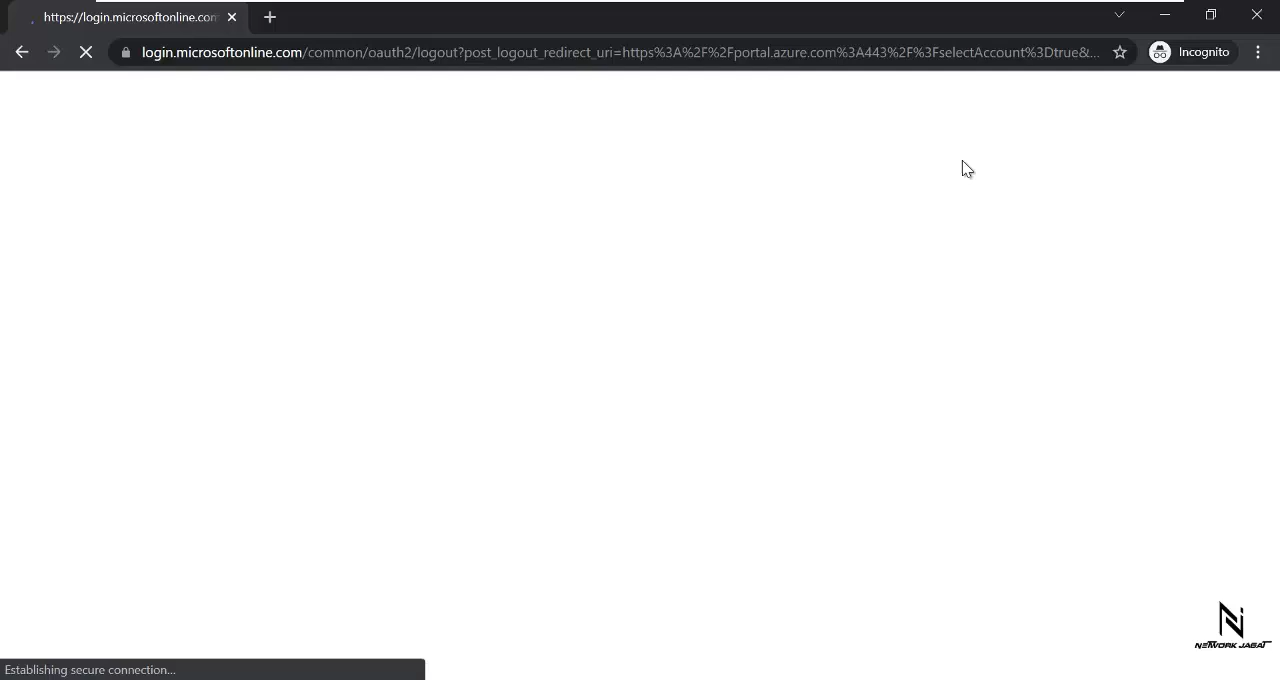 https://login.microsoftonline.com
login.microsoftonline.com/common/oauth2/logout?post_logout_redirect_uri=https%3A%2F%2Fportal.azure.com%3A443%2F%3FselectAccount%3Dtrue&...
Incognito
NETWORK JAGAT
Establishing secure connection...